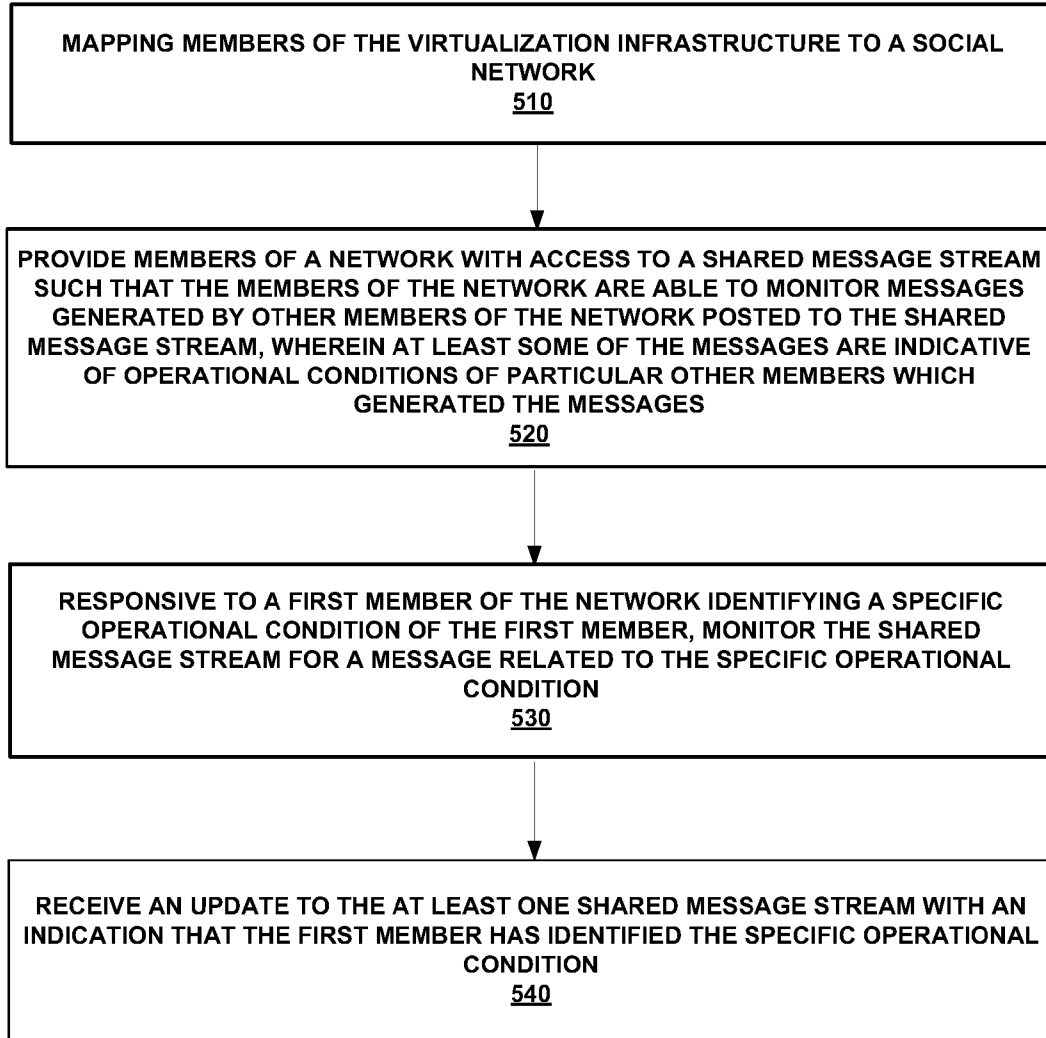 MAPPING MEMBERS OF THE VIRTUALIZATION INFRASTRUCTURE TO A SOCIAL
NETWORK
510
PROVIDE MEMBERS OF A NETWORK WITH ACCESS TO A SHARED MESSAGE STREAM
SUCH THAT THE MEMBERS OF THE NETWORK ARE ABLE TO MONITOR MESSAGES
GENERATED BY OTHER MEMBERS OF THE NETWORK POSTED TO THE SHARED
MESSAGE STREAM, WHEREIN AT LEAST SOME OF THE MESSAGES ARE INDICATIVE
OF OPERATIONAL CONDITIONS OF PARTICULAR OTHER MEMBERS WHICH
GENERATED THE MESSAGES
520
RESPONSIVE TO A FIRST MEMBER OF THE NETWORK IDENTIFYING A SPECIFIC
OPERATIONAL CONDITION OF THE FIRST MEMBER, MONITOR THE SHARED
MESSAGE STREAM FOR A MESSAGE RELATED TO THE SPECIFIC OPERATIONAL
CONDITION
530
RECEIVE AN UPDATE TO THE AT LEAST ONE SHARED MESSAGE STREAM WITH AN
INDICATION THAT THE FIRST MEMBER HAS IDENTIFIED THE SPECIFIC OPERATIONAL
CONDITION
540